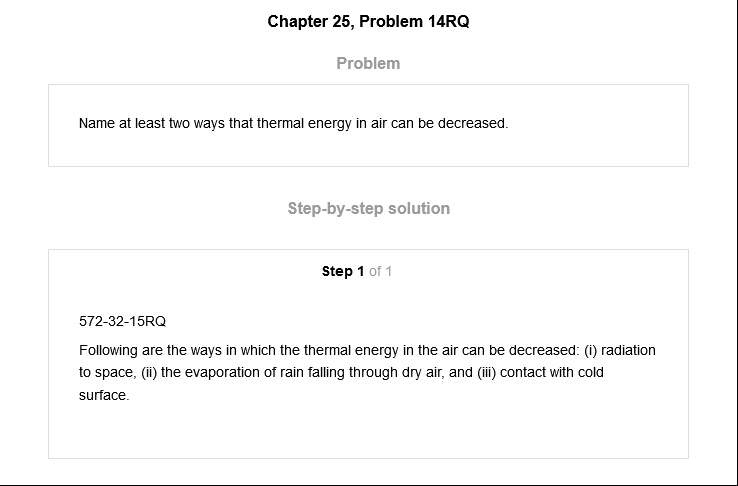 Chapter 25, Problem 14RQ
Problem
Name at least two ways that thermal energy in air can be decreased.
Step-by-step solution
Step 1 of 1
572-32-15RQ
Following are the ways in which the thermal energy in the air can be decreased: (i) radiation
to space, (ii) the evaporation of rain falling through dry air, and (iii) contact with cold
surface.